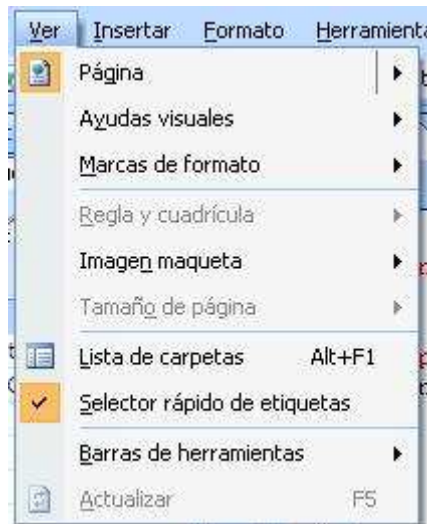 Ver Insertar Formato Herramienta
Página
Ayudas visuales
Marcas de formato
Regla y cuadrícula
Imagen maqueta
Tamaño de página
Lista de carpetas Alt+F1
Selector rápido de etiquetas
Barras de herramientas
Actualizar F5